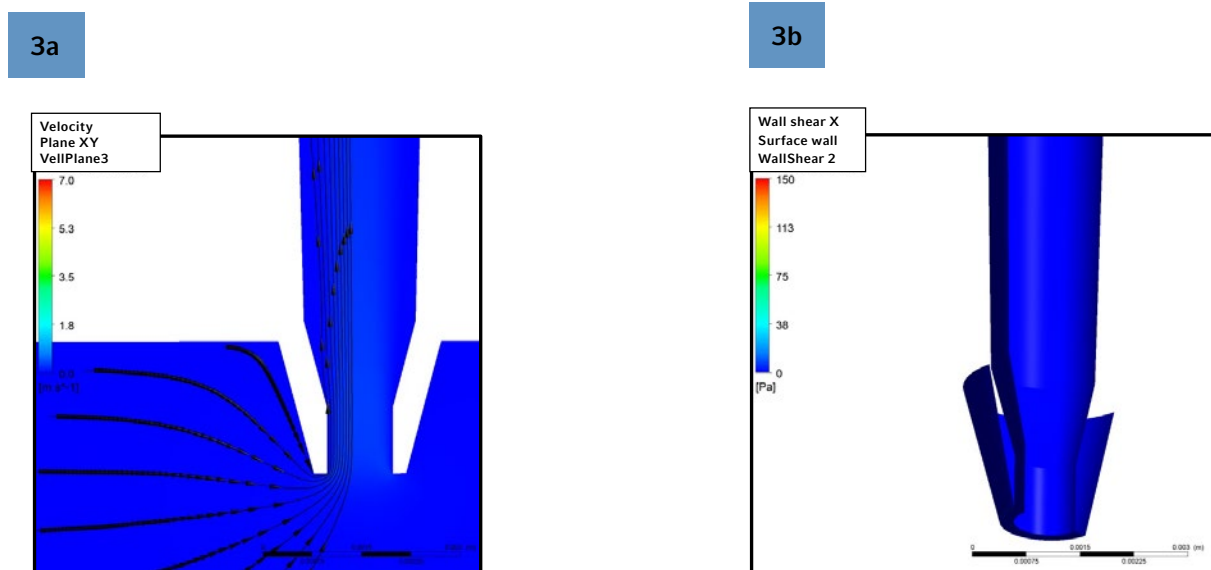 3a
3b
Velocity
Plane XY
VellPlane3
7.0
5.3
3.5
1.8
0.0
Wall shear X
Surface wall
WallShear 2
150
113
75
38
0
[Pa]
0 0.0015 0.003 (m)
0.00075 0.00225